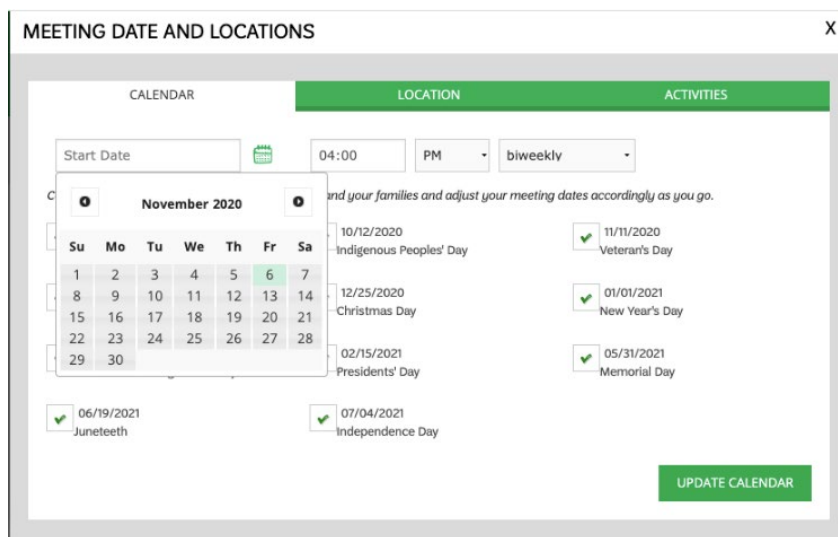 MEETING DATE AND LOCATIONS X
CALENDAR LOCATION ACTIVITIES
Start Date 04:00 PM biweekly
and your families and adjust your meeting dates accordingly as you go.
November 2020
Su Mo Tu We Th Fr Sa
1 2 3 4 5 6 7
8 9 10 11 12 13 14
15 16 17 18 19 20 21
22 23 24 25 26 27 28
29 30
10/12/2020
Indigenous Peoples' Day
11/11/2020
Veteran's Day
12/25/2020
Christmas Day
01/01/2021
New Year's Day
02/15/2021
Presidents' Day
05/31/2021
Memorial Day
06/19/2021
Juneteeth
07/04/2021
Independence Day
UPDATE CALENDAR